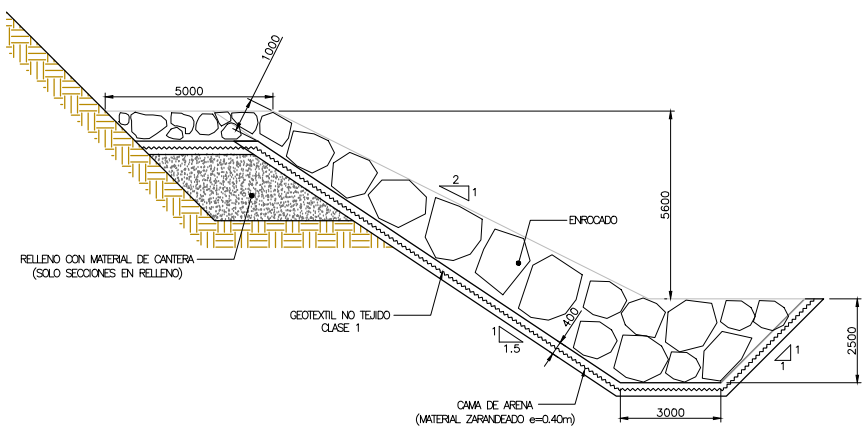 1000
5000
2
1
5600
ENROCADO
RELLENO CON MATERIAL DE CANTERA
(SOLO SECCIONES EN RELLENO)
GEOTEXTIL NO TEJIDO
CLASE 1
400
1
1.5
1
1
2500
CAMA DE ARENA
(MATERIAL ZARANDEADO e=0.40m)
3000